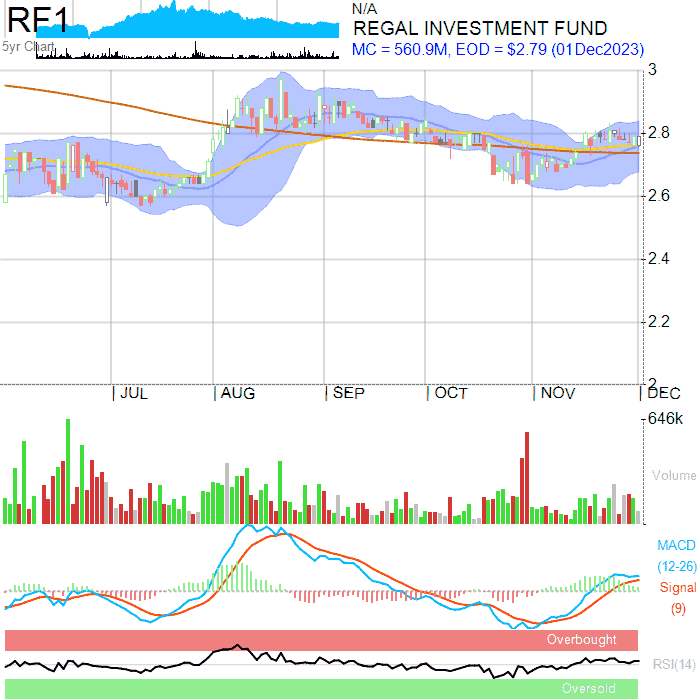 RF1
N/A
REGAL INVESTMENT FUND
5yr Chart
MC = 560.9M, EOD = $2.79 (01Dec2023)
3
2.8
2.6
2.4
2.2
2
JUL AUG SEP OCT NOV DEC
646k
Volume
MACD
(12-26)
Signal
(9)
Overbought
RSI(14)
Oversold